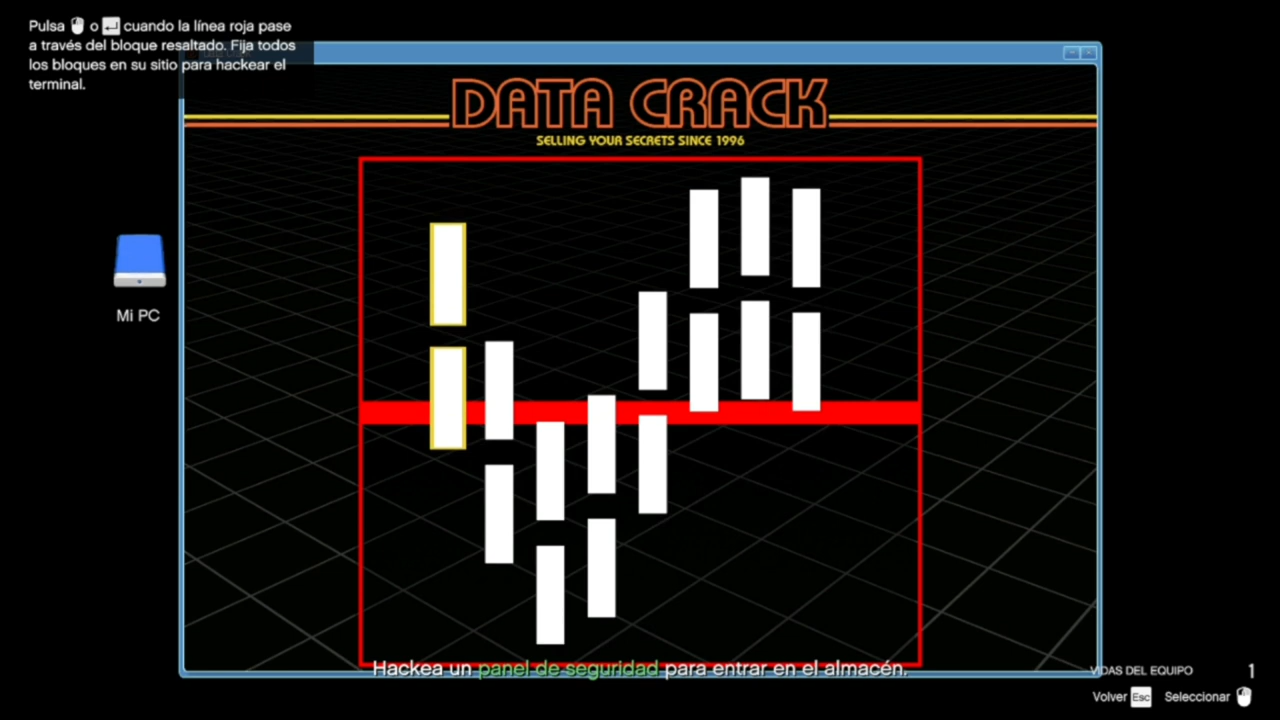 Pulsa o cuando la línea roja pase
a través del bloque resaltado. Fija todos
los bloques en su sitio para hackear el
terminal.
DATA CRACK
SELLING YOUR SECRETS SINCE 1996
Mi PC
Hackea un panel de seguridad para entrar en el almacén.
VIDAS DEL EQUIPO 1
Volver Esc Seleccionar